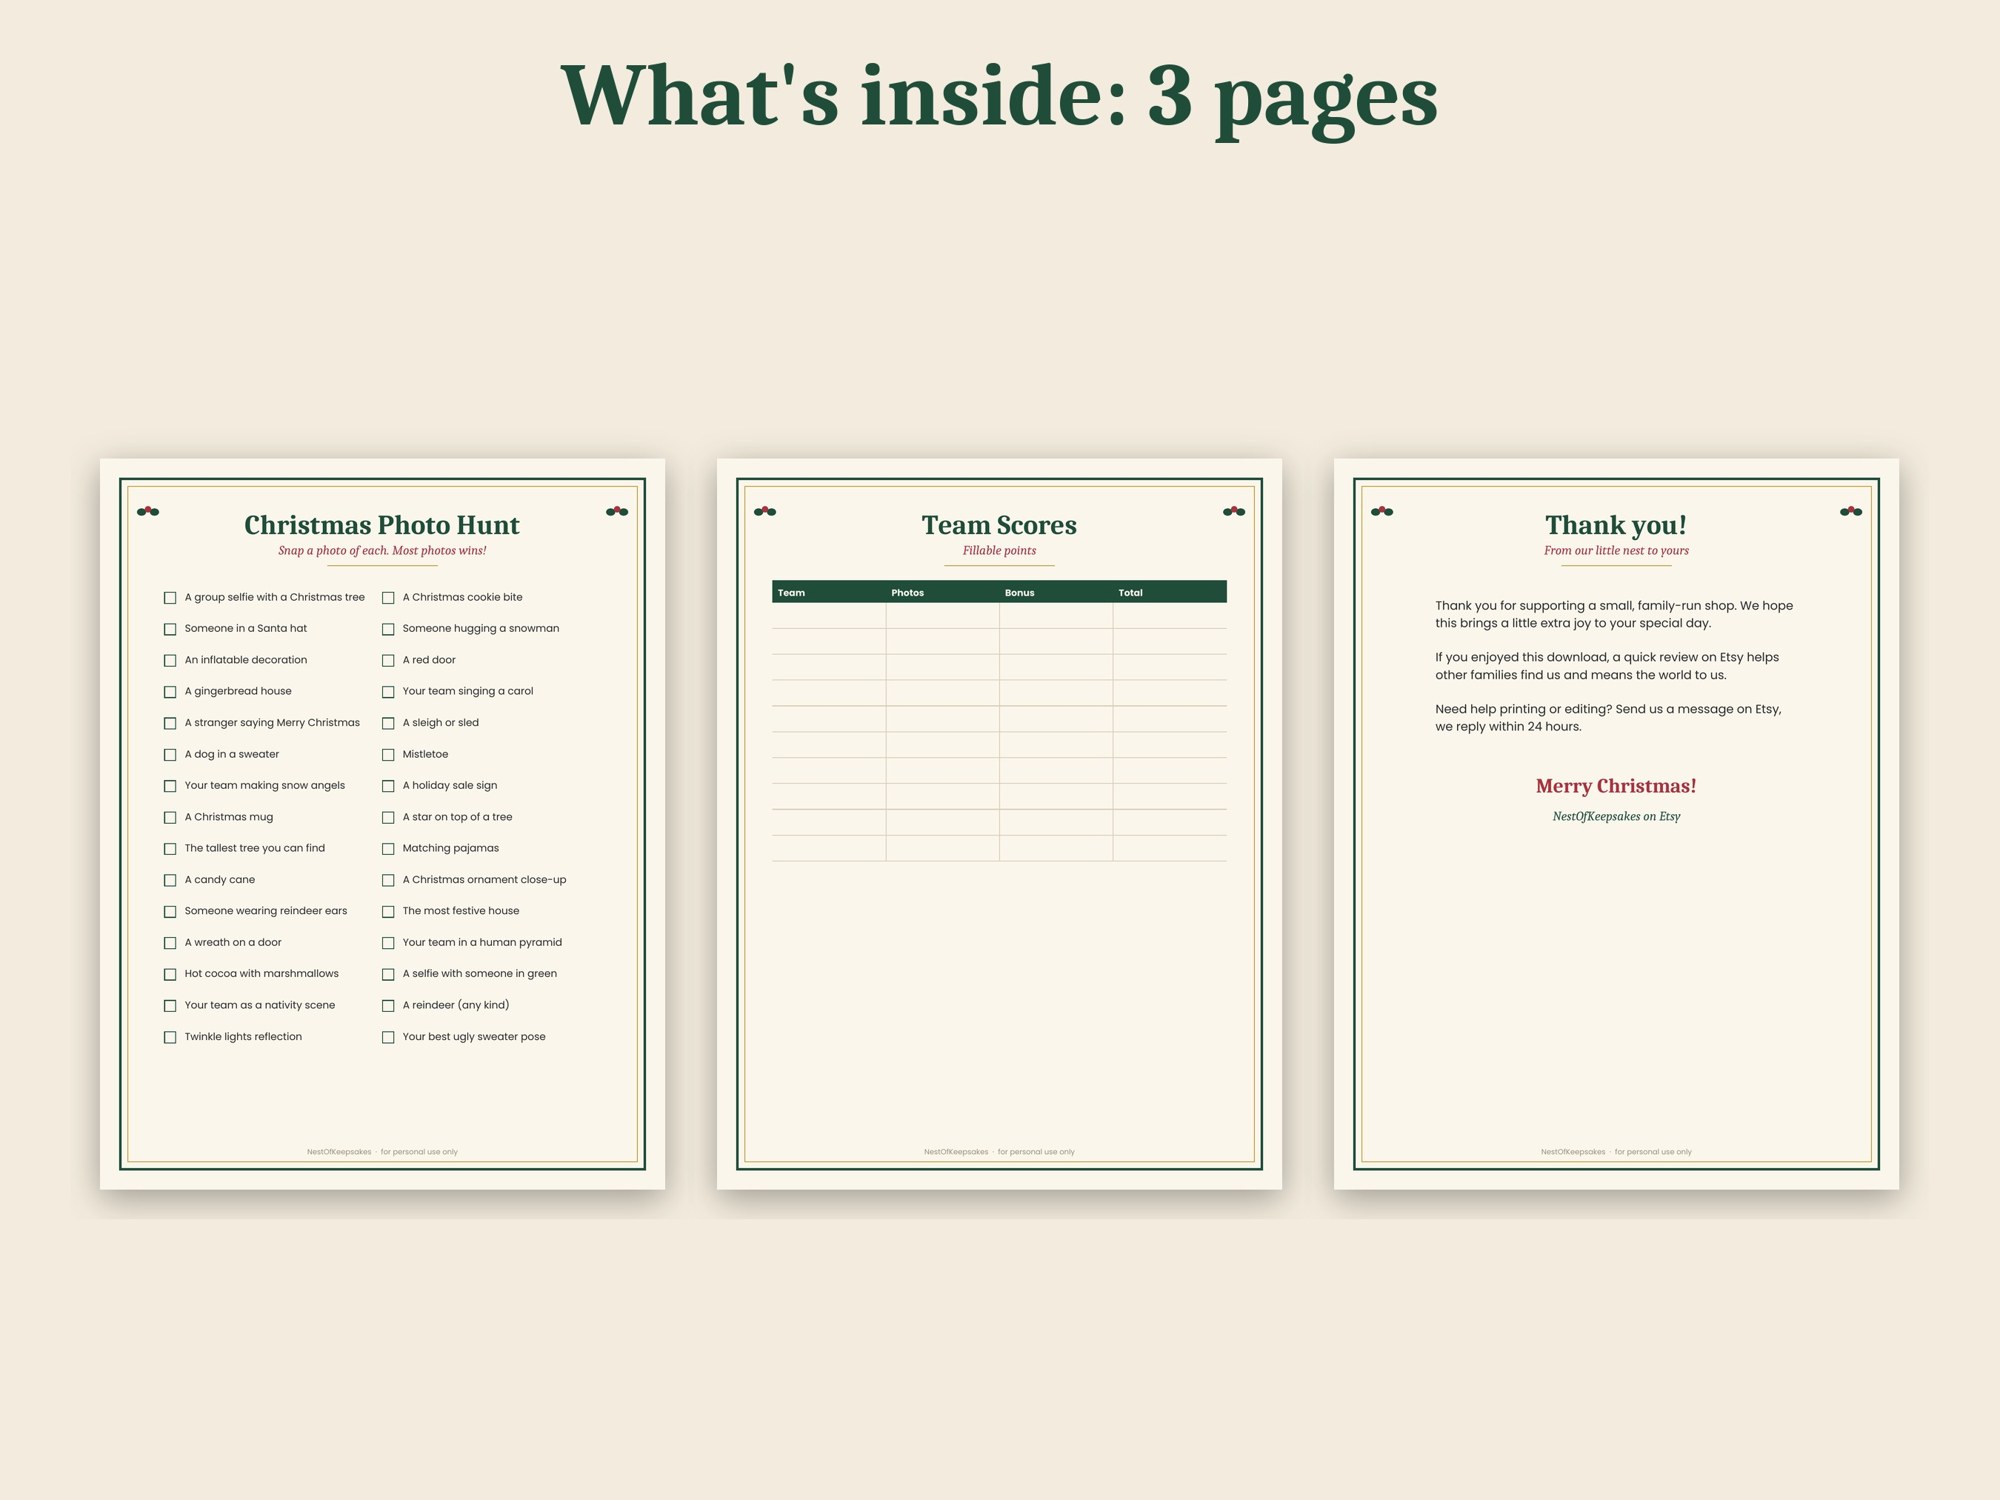 What's inside: 3 pages
Christmas Photo Hunt
Snap a photo of each. Most photos wins!
A group selfie with a Christmas tree
Someone in a Santa hat
An inflatable decoration
A gingerbread house
A stranger saying Merry Christmas
A dog in a sweater
Your team making snow angels
A Christmas mug
The tallest tree you can find
A candy cane
Someone wearing reindeer ears
A wreath on a door
Hot cocoa with marshmallows
Your team as a nativity scene
Twinkle lights reflection
A Christmas cookie bite
Someone hugging a snowman
A red door
Your team singing a carol
A sleigh or sled
Mistletoe
A holiday sale sign
A star on top of a tree
Matching pajamas
A Christmas ornament close-up
The most festive house
Your team in a human pyramid
A selfie with someone in green
A reindeer (any kind)
Your best ugly sweater pose
NestOfKeepsakes · for personal use only
Team Scores
Fillable points
Team Photos Bonus Total
NestOfKeepsakes · for personal use only
Thank you!
From our little nest to yours
Thank you for supporting a small, family-run shop. We hope
this brings a little extra joy to your special day.
If you enjoyed this download, a quick review on Etsy helps
other families find us and means the world to us.
Need help printing or editing? Send us a message on Etsy,
we reply within 24 hours.
Merry Christmas!
NestOfKeepsakes on Etsy
NestOfKeepsakes · for personal use only